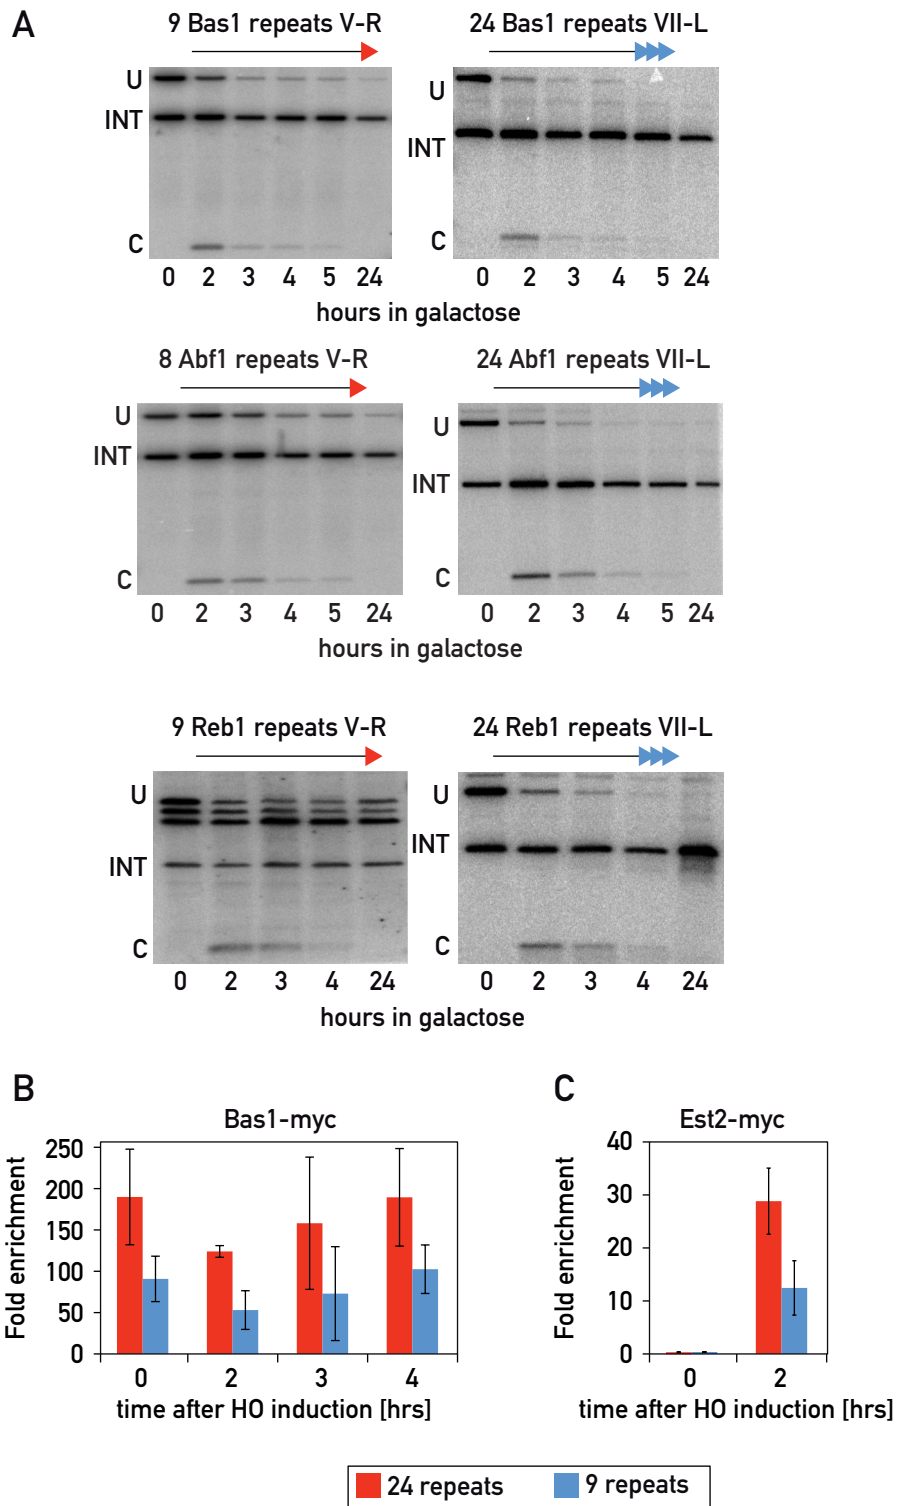 A
9 Bas1 repeats V-R
24 Bas1 repeats VII-L
U
INT
C
U
INT
C
0 2 3 4 5 24
0 2 3 4 5 24
hours in galactose
8 Abf1 repeats V-R
24 Abf1 repeats VII-L
U
INT
C
U
INT
C
0 2 3 4 5 24
0 2 3 4 5 24
hours in galactose
9 Reb1 repeats V-R
24 Reb1 repeats VII-L
U
INT
C
U
INT
C
0 2 3 4 24
0 2 3 4 24
hours in galactose
B
Bas1-myc
Fold enrichment
250
200
150
100
50
0
0 2 3 4
time after HO induction [hrs]
C
Est2-myc
Fold enrichment
40
30
20
10
0
0 2
time after HO induction [hrs]
24 repeats
9 repeats